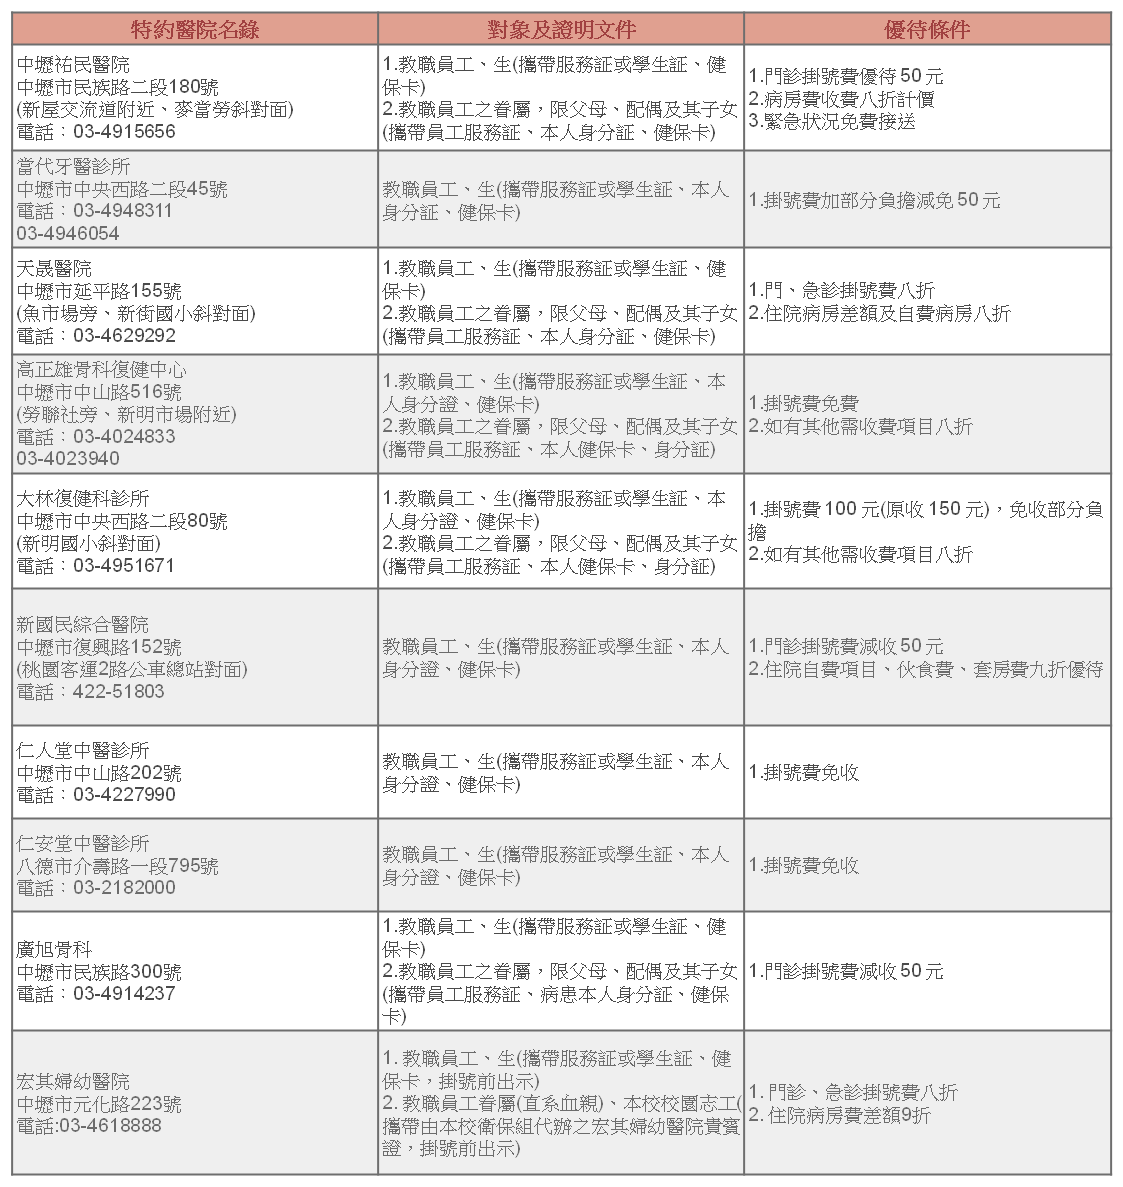 特約醫院名錄
對象及證明文件
優待條件
中壢祐民醫院
中壢市民族路二段180號
(新屋交流道附近、麥當勞斜對面)
電話：03-4915656
1.教職員工、生(攜帶服務証或學生証、健
保卡)
2.教職員工之眷屬，限父母、配偶及其子女
(攜帶員工服務証、本人身分証、健保卡)
1.門診掛號費優待 50 元
2.病房費收費八折計價
3.緊急狀況免費接送
當代牙醫診所
中壢市中央西路二段45號
電話：03-4948311
03-4946054
教職員工、生(攜帶服務証或學生証、本人
身分証、健保卡)
1.掛號費加部分負擔減免 50 元
天晟醫院
中壢市延平路155號
(魚市場旁、新街國小斜對面)
電話：03-4629292
1.教職員工、生(攜帶服務証或學生証、健
保卡)
2.教職員工之眷屬，限父母、配偶及其子女
(攜帶員工服務証、本人身分証、健保卡)
1.門、急診掛號費八折
2.住院病房差額及自費病房八折
高正雄骨科復健中心
中壢市中山路516號
(勞聯社旁、新明市場附近)
電話：03-4024833
03-4023940
1.教職員工、生(攜帶服務証或學生証、本
人身分證、健保卡)
2.教職員工之眷屬，限父母、配偶及其子女
(攜帶員工服務証、本人健保卡、身分証)
1.掛號費免費
2.如有其他需收費項目八折
大林復健科診所
中壢市中央西路二段80號
(新明國小斜對面)
電話：03-4951671
1.教職員工、生(攜帶服務証或學生証、本
人身分證、健保卡)
2.教職員工之眷屬，限父母、配偶及其子女
(攜帶員工服務証、本人健保卡、身分証)
1.掛號費 100 元(原收 150 元)，免收部分負
擔
2.如有其他需收費項目八折
新國民綜合醫院
中壢市復興路152號
(桃園客運2路公車總站對面)
電話：422-51803
教職員工、生(攜帶服務証或學生証、本人
身分證、健保卡)
1.門診掛號費減收 50 元
2.住院自費項目、伙食費、套房費九折優待
仁人堂中醫診所
中壢市中山路202號
電話：03-4227990
教職員工、生(攜帶服務証或學生証、本人
身分證、健保卡)
1.掛號費免收
仁安堂中醫診所
八德市介壽路一段795號
電話：03-2182000
教職員工、生(攜帶服務証或學生証、本人
身分證、健保卡)
1.掛號費免收
廣旭骨科
中壢市民族路300號
電話：03-4914237
1.教職員工、生(攜帶服務証或學生証、健
保卡)
2.教職員工之眷屬，限父母、配偶及其子女
(攜帶員工服務証、病患本人身分証、健保
卡)
1.門診掛號費減收 50 元
宏其婦幼醫院
中壢市元化路223號
電話:03-4618888
1. 教職員工、生(攜帶服務証或學生証、健
保卡，掛號前出示)
2. 教職員工眷屬(直系血親)、本校校園志工(
攜帶由本校衛保組代辦之宏其婦幼醫院貴賓
證，掛號前出示)
1. 門診、急診掛號費八折
2. 住院病房費差額9折